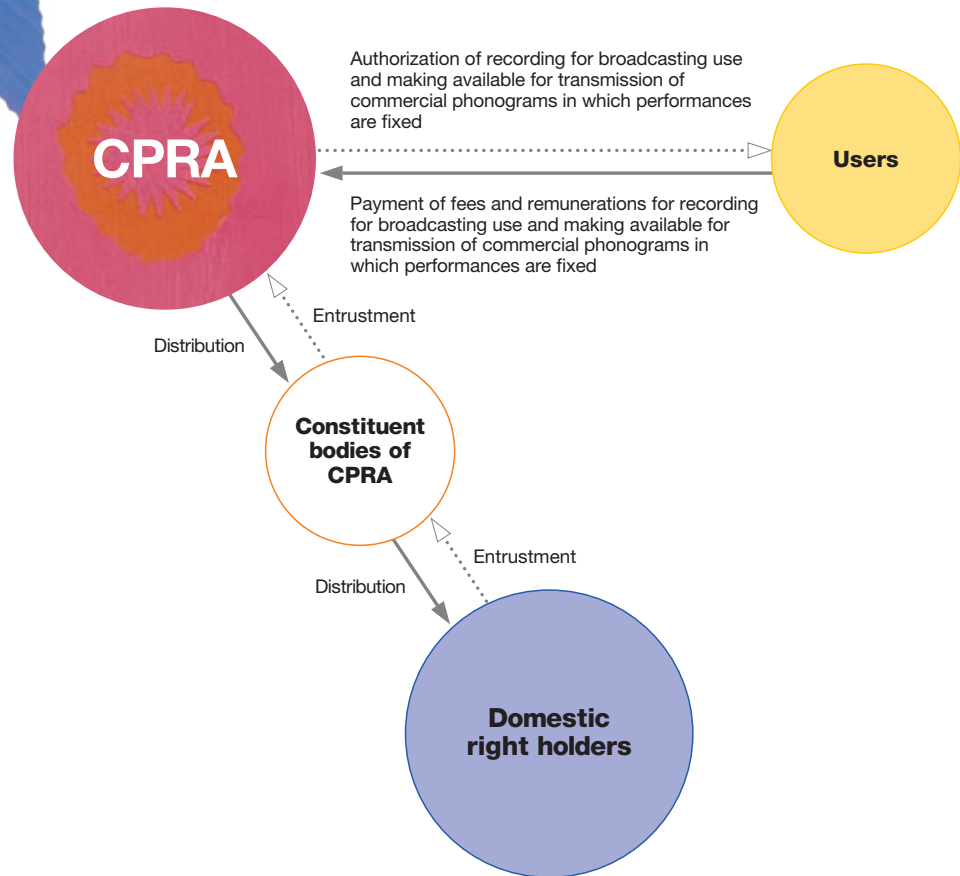 Authorization of recording for broadcasting use
and making available for transmission of
commercial phonograms in which performances
are fixed
CPRA
Users
Payment of fees and remunerations for recording
for broadcasting use and making available for
transmission of commercial phonograms in
which performances are fixed
Entrustment
Distribution
Constituent
bodies of
CPRA
Entrustment
Distribution
Domestic
right holders